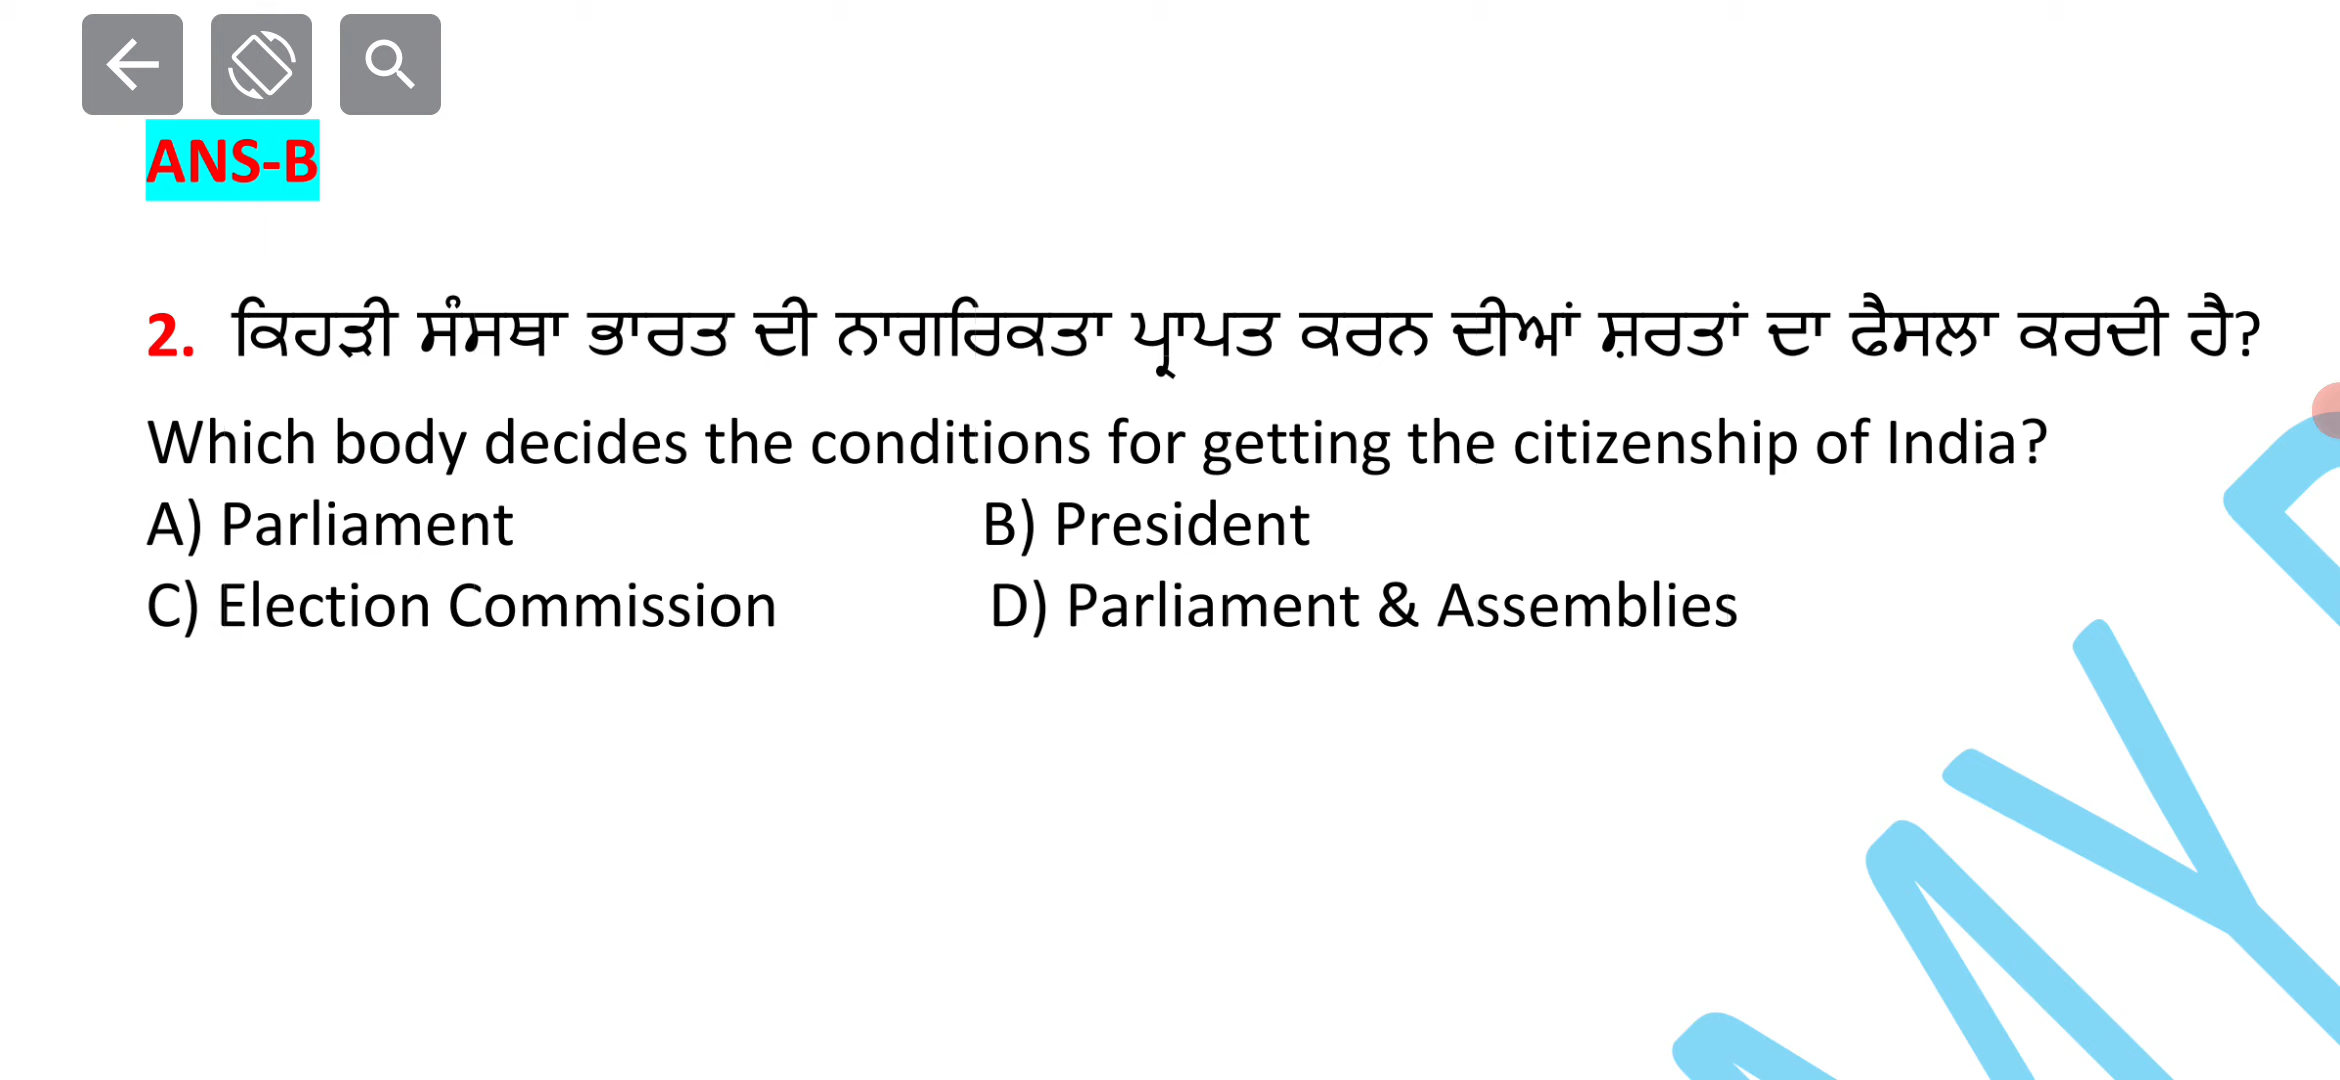 ANS-B
2. ਕਿਹੜੀ ਸੰਸਥਾ ਭਾਰਤ ਦੀ ਨਾਗਰਿਕਤਾ ਪ੍ਰਾਪਤ ਕਰਨ ਦੀਆਂ ਸ਼ਰਤਾਂ ਦਾ ਫੈਸਲਾ ਕਰਦੀ ਹੈ?
Which body decides the conditions for getting the citizenship of India?
A) Parliament B) President
C) Election Commission D) Parliament & Assemblies